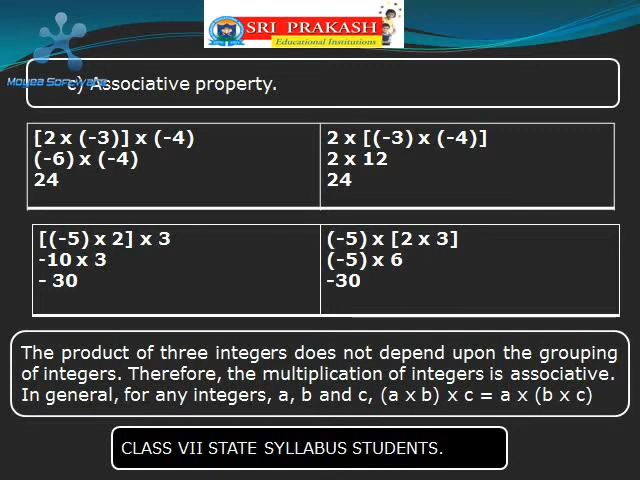 SRI PRAKASH
Educational Institutions
Moyea Software
c) Associative property.
[2 x (-3)] x (-4)
(-6) x (-4)
24
2 x [(-3) x (-4)]
2 x 12
24
[(-5) x 2] x 3
-10 x 3
- 30
(-5) x [2 x 3]
(-5) x 6
-30
The product of three integers does not depend upon the grouping
of integers. Therefore, the multiplication of integers is associative.
In general, for any integers, a, b and c, (a x b) x c = a x (b x c)
CLASS VII STATE SYLLABUS STUDENTS.